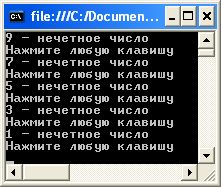 file:///C:/Documen...
9 - нечетное число
Нажмите любую клавишу
7 - нечетное число
Нажмите любую клавишу
5 - нечетное число
Нажмите любую клавишу
3 - нечетное число
Нажмите любую клавишу
1 - нечетное число
Нажмите любую клавишу